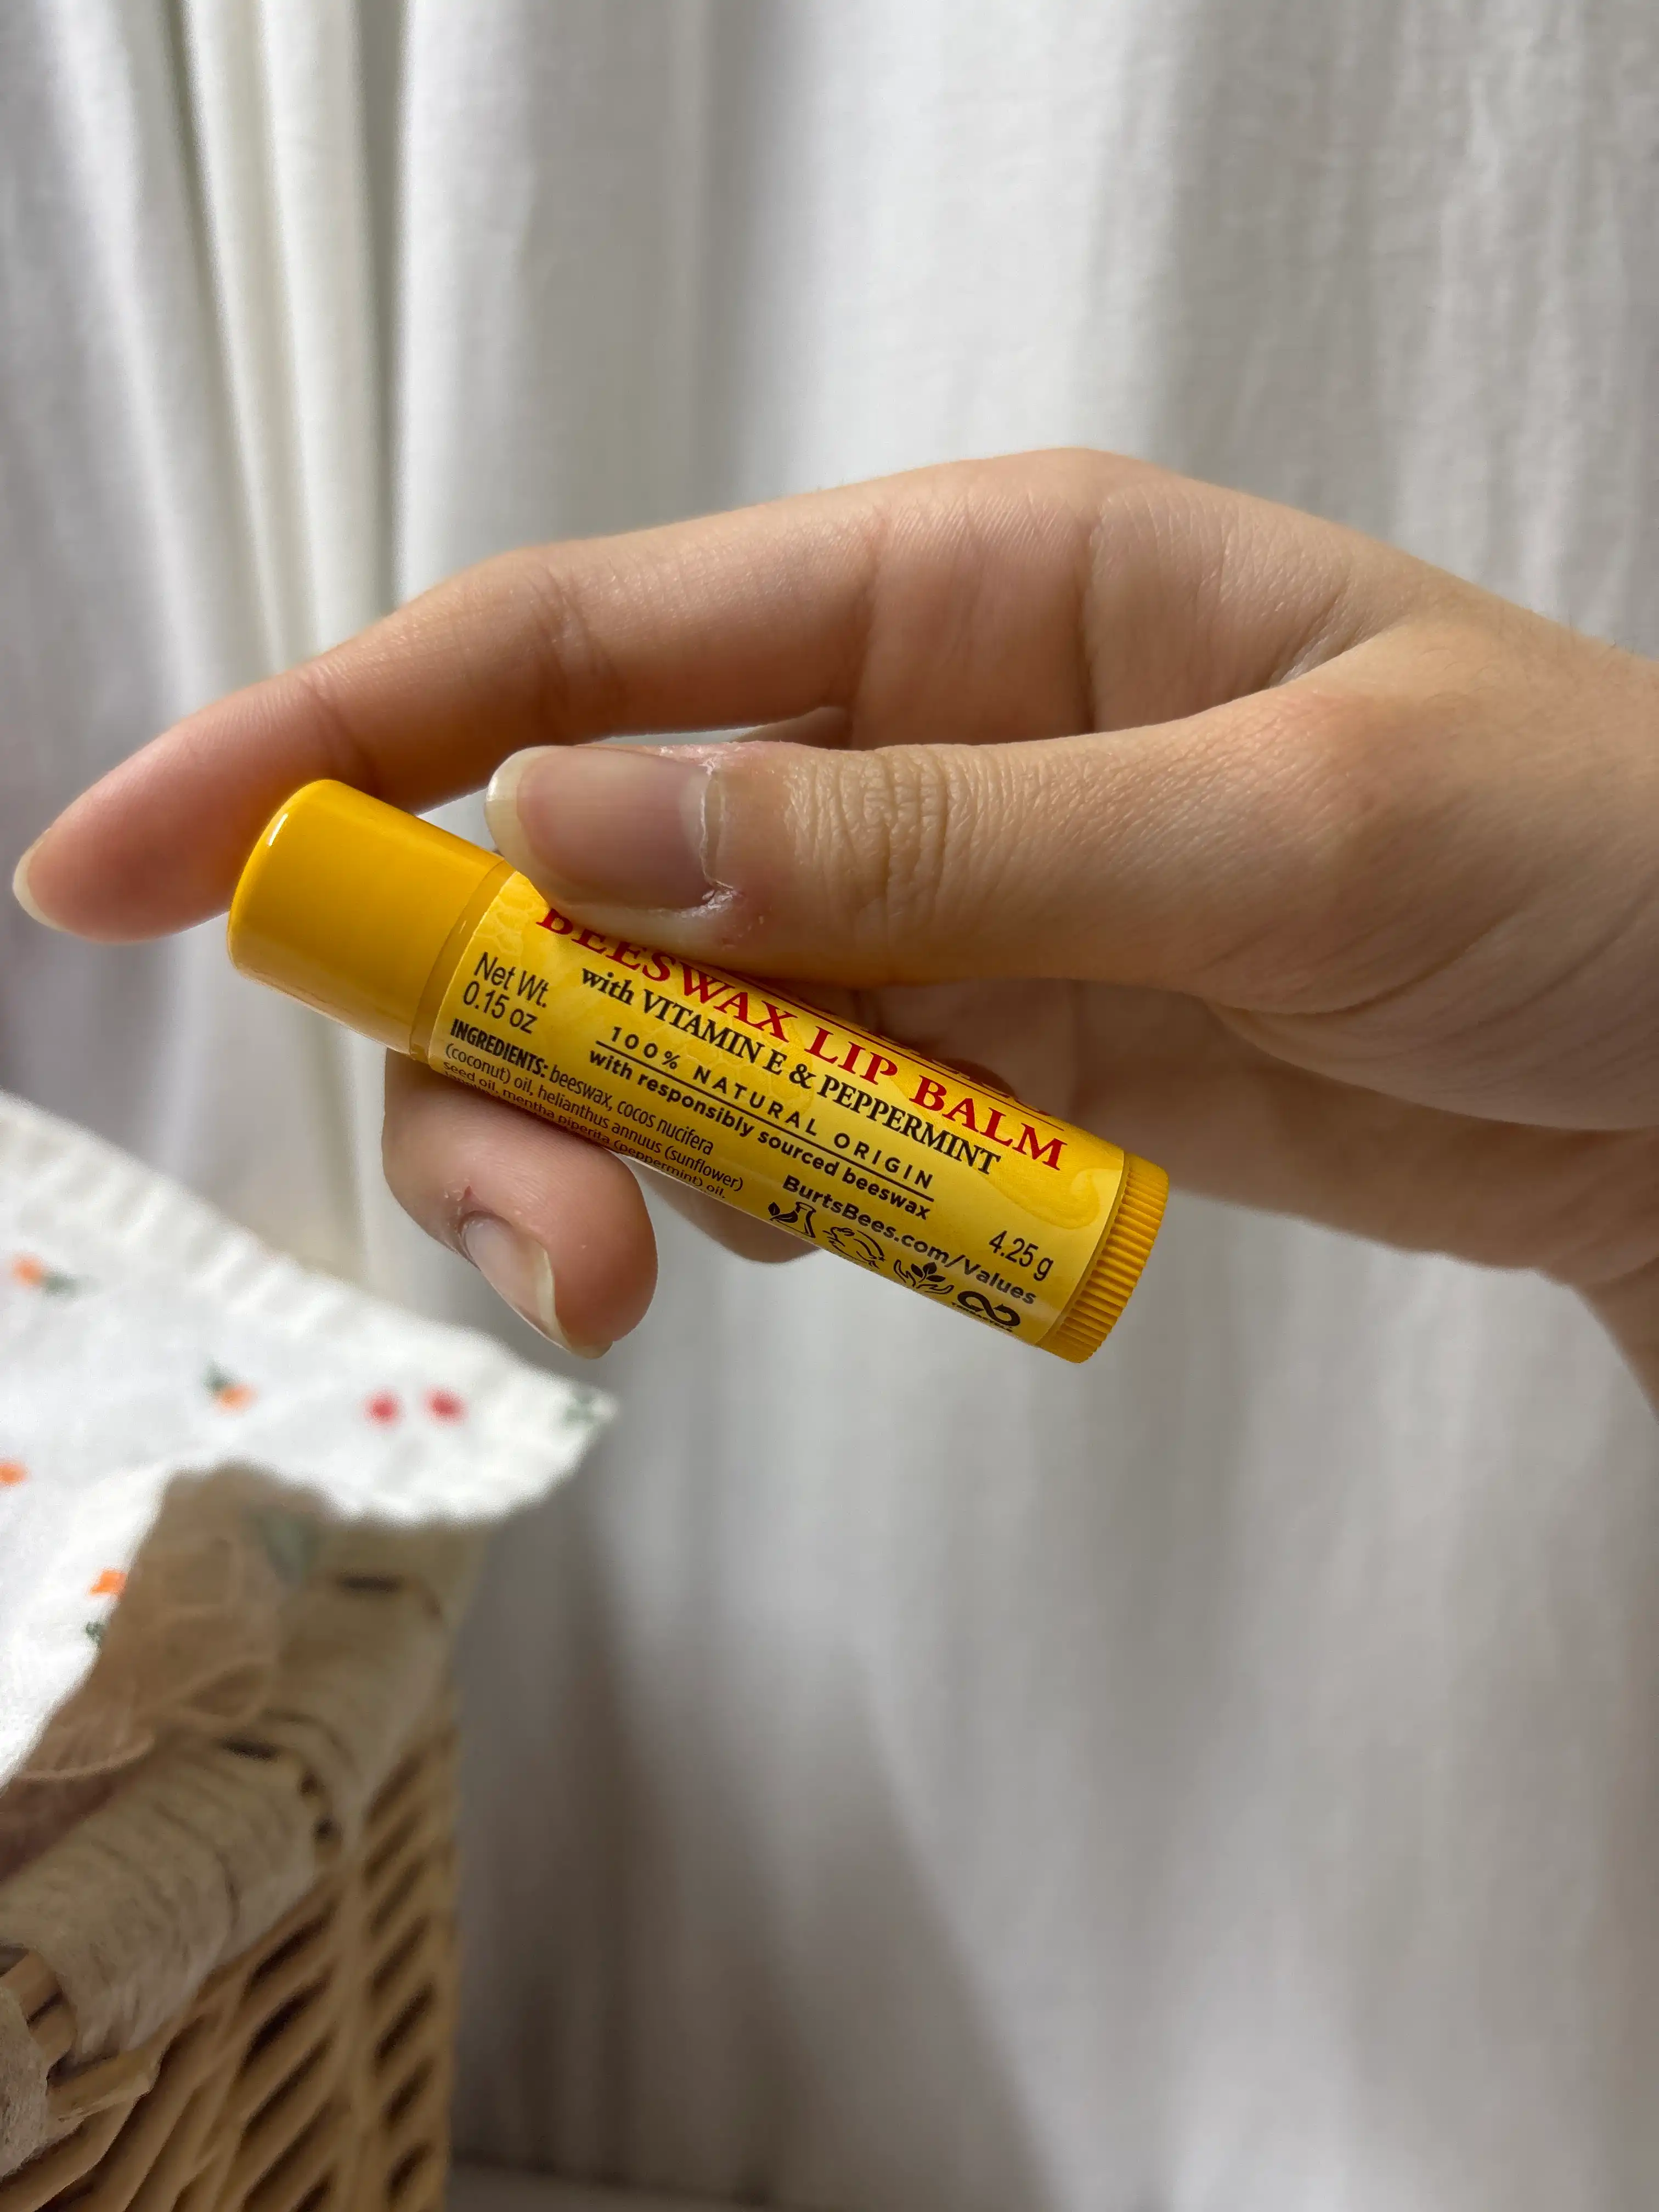 BEESWAX LIP BALM
with VITAMIN E & PEPPERMINT
100% NATURAL ORIGIN
with responsibly sourced beeswax
BurtsBees.com/Values
Net Wt.
0.15 oz
4.25 g
INGREDIENTS: beeswax, cocos nucifera
(coconut) oil, helianthus annuus (sunflower)
seed oil, mentha piperita (peppermint) oil,